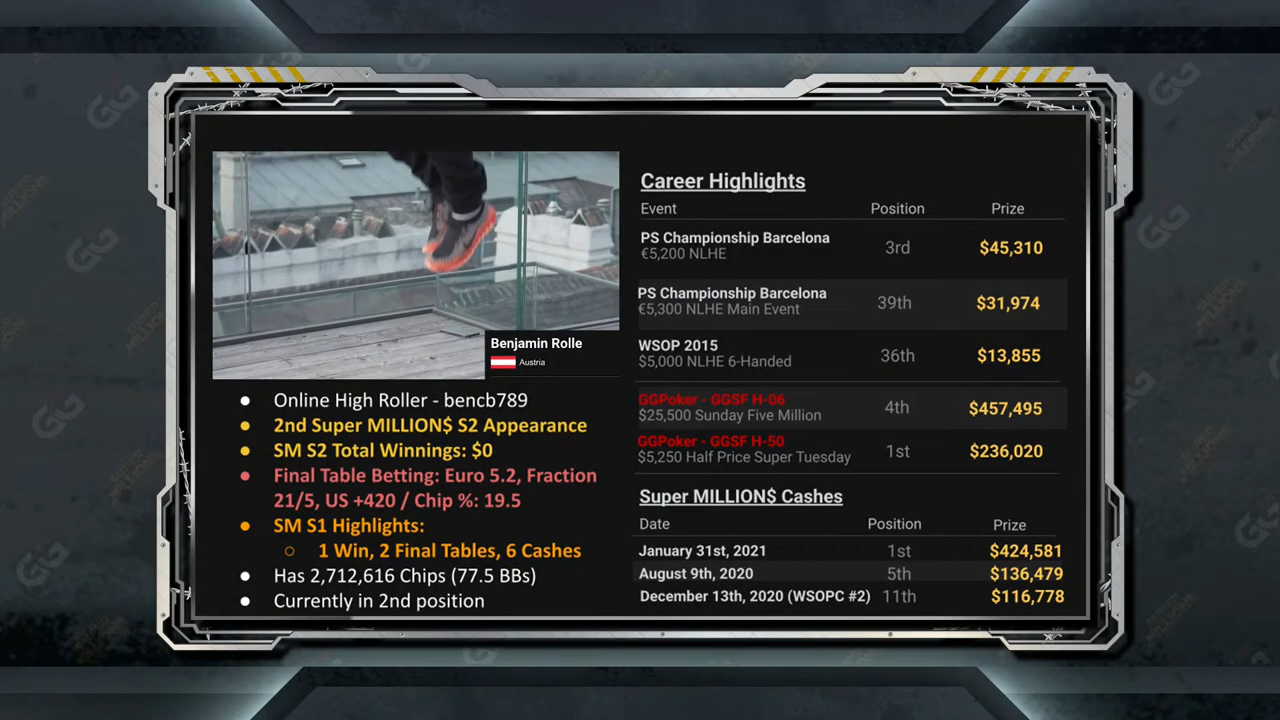 Benjamin Rolle
Austria
● Online High Roller - bencb789
● 2nd Super MILLION$ S2 Appearance
● SM S2 Total Winnings: $0
● Final Table Betting: Euro 5.2, Fraction
21/5, US +420 / Chip %: 19.5
● SM S1 Highlights:
○ 1 Win, 2 Final Tables, 6 Cashes
● Has 2,712,616 Chips (77.5 BBs)
● Currently in 2nd position
Career Highlights
Event Position Prize
PS Championship Barcelona
€5,200 NLHE 3rd $45,310
PS Championship Barcelona
€5,300 NLHE Main Event 39th $31,974
WSOP 2015
$5,000 NLHE 6-Handed 36th $13,855
GGPoker - GGSF H-06
$25,500 Sunday Five Million 4th $457,495
GGPoker - GGSF H-50
$5,250 Half Price Super Tuesday 1st $236,020
Super MILLION$ Cashes
Date Position Prize
January 31st, 2021 1st $424,581
August 9th, 2020 5th $136,479
December 13th, 2020 (WSOPC #2) 11th $116,778